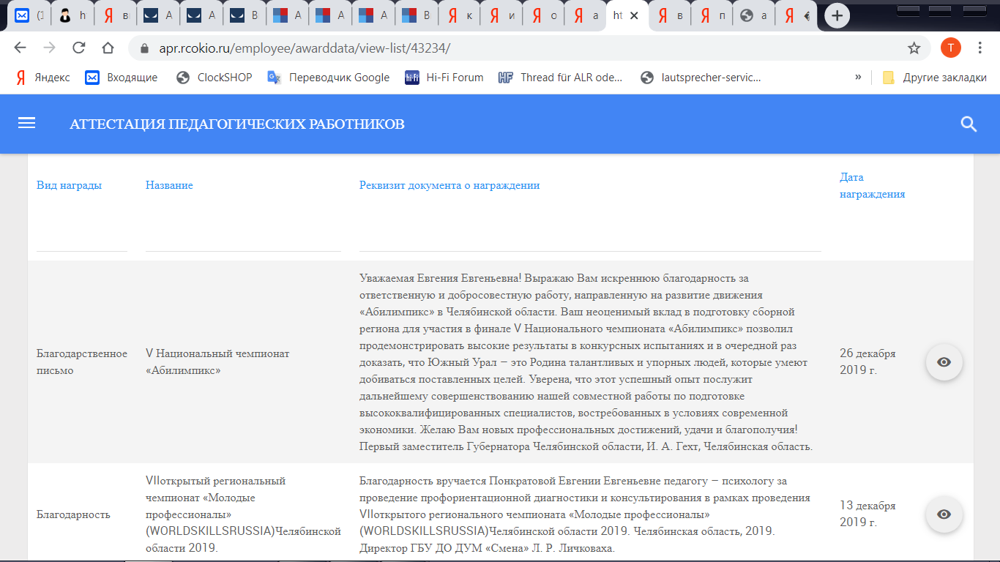 (1
h
Я в
А
А
В
А
А
А
В
Я к
Я и
Я о
Я а
ht
Я в
Я п
а
Я
apr.rcokio.ru/employee/awarddata/view-list/43234/
T
Яндекс
Входящие
ClockSHOP
Переводчик Google
hi-fi Hi-Fi Forum
HF Thread für ALR ode...
lautsprecher-servic...
»
Другие закладки
АТТЕСТАЦИЯ ПЕДАГОГИЧЕСКИХ РАБОТНИКОВ
Вид награды
Название
Реквизит документа о награждении
Дата
награждения
Благодарственное
письмо
V Национальный чемпионат
«Абилимпикс»
Уважаемая Евгения Евгеньевна! Выражаю Вам искреннюю благодарность за
ответственную и добросовестную работу, направленную на развитие движения
«Абилимпикс» в Челябинской области. Ваш неоценимый вклад в подготовку сборной
региона для участия в финале V Национального чемпионата «Абилимпикс» позволил
продемонстрировать высокие результаты в конкурсных испытаниях и в очередной раз
доказать, что Южный Урал – это Родина талантливых и упорных людей, которые умеют
добиваться поставленных целей. Уверена, что этот успешный опыт послужит
дальнейшему совершенствованию нашей совместной работы по подготовке
высококвалифицированных специалистов, востребованных в условиях современной
экономики. Желаю Вам новых профессиональных достижений, удачи и благополучия!
Первый заместитель Губернатора Челябинской области, И. А. Гехт, Челябинская область.
26 декабря
2019 г.
Благодарность
VIIоткрытый региональный
чемпионат «Молодые
профессионалы»
(WORLDSKILLSRUSSIA)Челябинской
области 2019.
Благодарность вручается Понкратовой Евгении Евгеньевне педагогу – психологу за
проведение профориентационной диагностики и консультирования в рамках проведения
VIIоткрытого регионального чемпионата «Молодые профессионалы»
(WORLDSKILLSRUSSIA)Челябинской области 2019. Челябинская область, 2019.
Директор ГБУ ДО ДУМ «Смена» Л. Р. Личковаха.
13 декабря
2019 г.